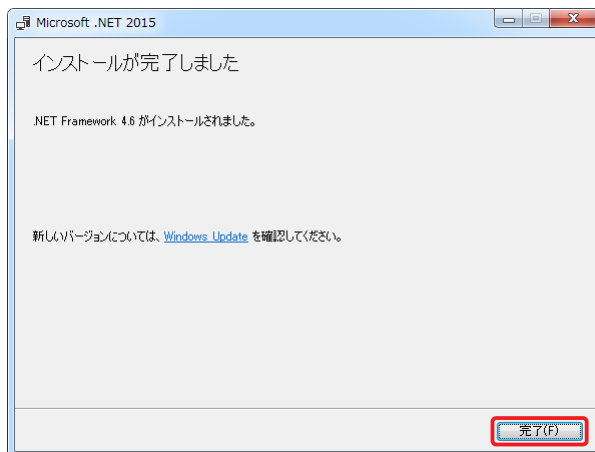 Microsoft .NET 2015
インストールが完了しました
.NET Framework 4.6 がインストールされました。
新しいバージョンについては、Windows Update を確認してください。
完了(F)